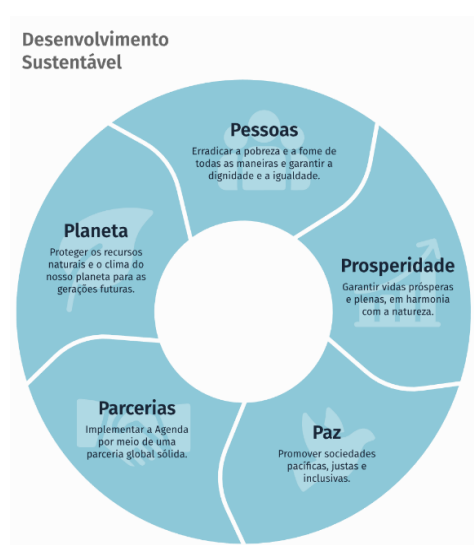 Desenvolvimento
Sustentável
Pessoas
Erradicar a pobreza e a fome de
todas as maneiras e garantir a
dignidade e a igualdade.
Planeta
Proteger os recursos
naturais e o clima do
nosso planeta para as
gerações futuras.
Prosperidade
Garantir vidas prósperas
e plenas, em harmonia
com a natureza.
Parcerias
Implementar a Agenda
por meio de uma
parceria global sólida.
Paz
Promover sociedades
pacíficas, justas e
inclusivas.